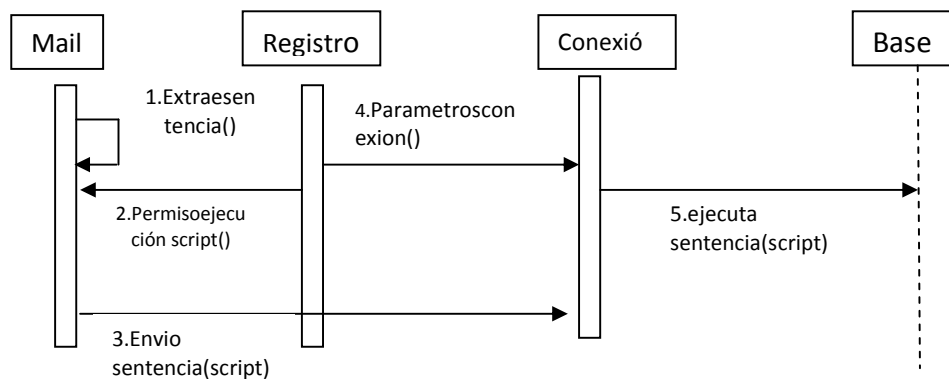 Mail
Registro
Conexió
Base
1.Extraesen
tencia()
4.Parametroscon
exion()
2.Permisoejecu
ción script()
5.ejecuta
sentencia(script)
3.Envio
sentencia(script)